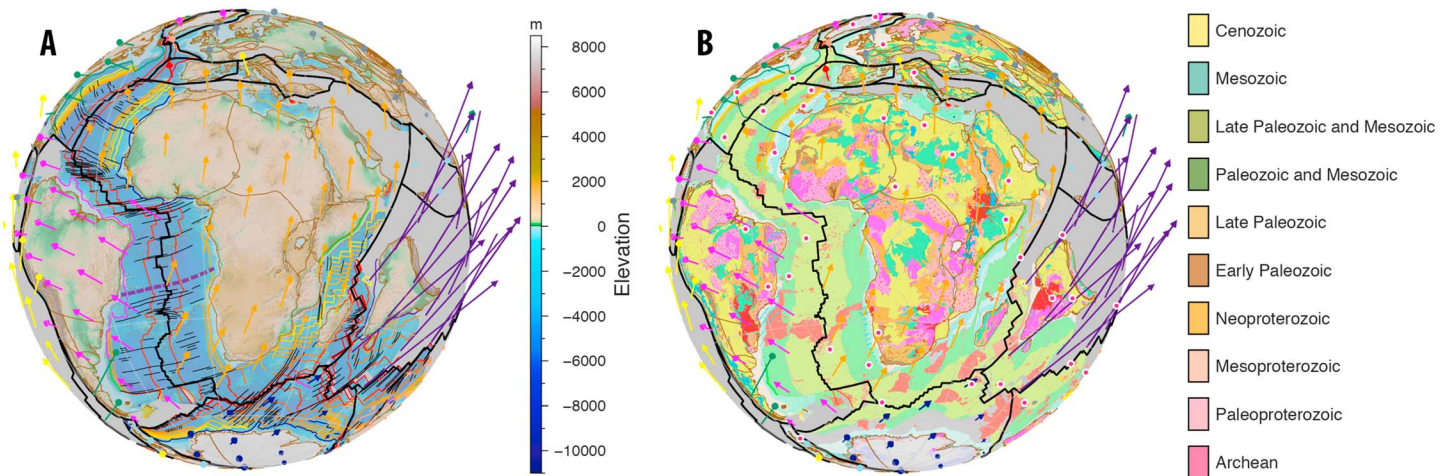 A
m
8000
6000
4000
2000
0
−2000
−4000
−6000
−8000
−10000
Elevation
B
Cenozoic
Mesozoic
Late Paleozoic and Mesozoic
Paleozoic and Mesozoic
Late Paleozoic
Early Paleozoic
Neoproterozoic
Mesoproterozoic
Paleoproterozoic
Archean